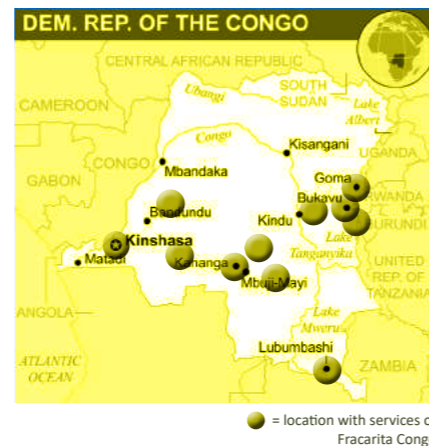 DEM. REP. OF THE CONGO
CENTRAL AFRICAN REPUBLIC
SOUTH
SUDAN
Ubangi
Lake
Albert
CAMEROON
Congo
Kisangani
UGANDA
CONGO
Mbandaka
GABON
Goma
Bukavu
RWANDA
Bandundu
Kindu
BURUNDI
Kinshasa
Lake
Tanganyika
Matadi
Kananga
UNITED
REP. OF
TANZANIA
Mbuji-Mayi
ANGOLA
Lake
Mweru
Lubumbashi
ATLANTIC
OCEAN
ZAMBIA
= location with services o
Fracarita Cong